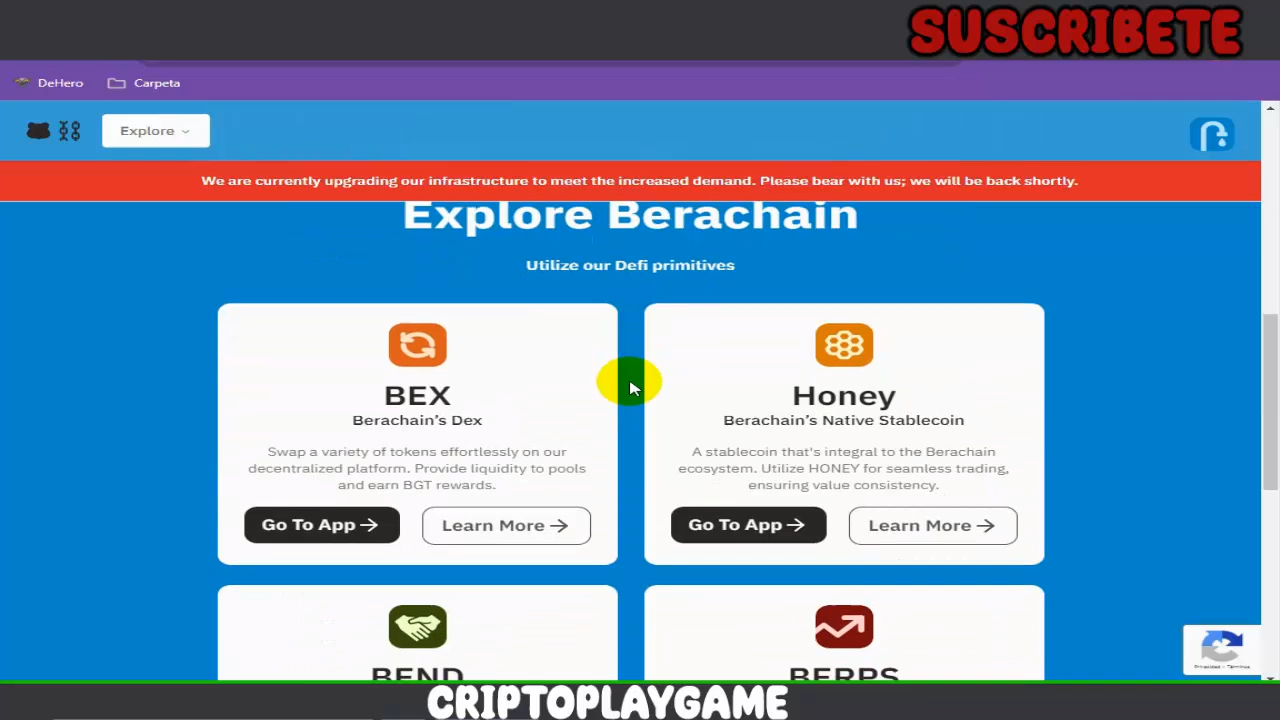 SUSCRIBETE
DeHero
Carpeta
Explore
We are currently upgrading our infrastructure to meet the increased demand. Please bear with us; we will be back shortly.
Explore Berachain
Utilize our Defi primitives
BEX
Berachain's Dex
Swap a variety of tokens effortlessly on our
decentralized platform. Provide liquidity to pools
and earn BGT rewards.
Go To App →
Learn More →
Honey
Berachain's Native Stablecoin
A stablecoin that's integral to the Berachain
ecosystem. Utilize HONEY for seamless trading,
ensuring value consistency.
Go To App →
Learn More →
BEND
BERPS
Privacidad - Términos
CRIPTOPLAYGAME